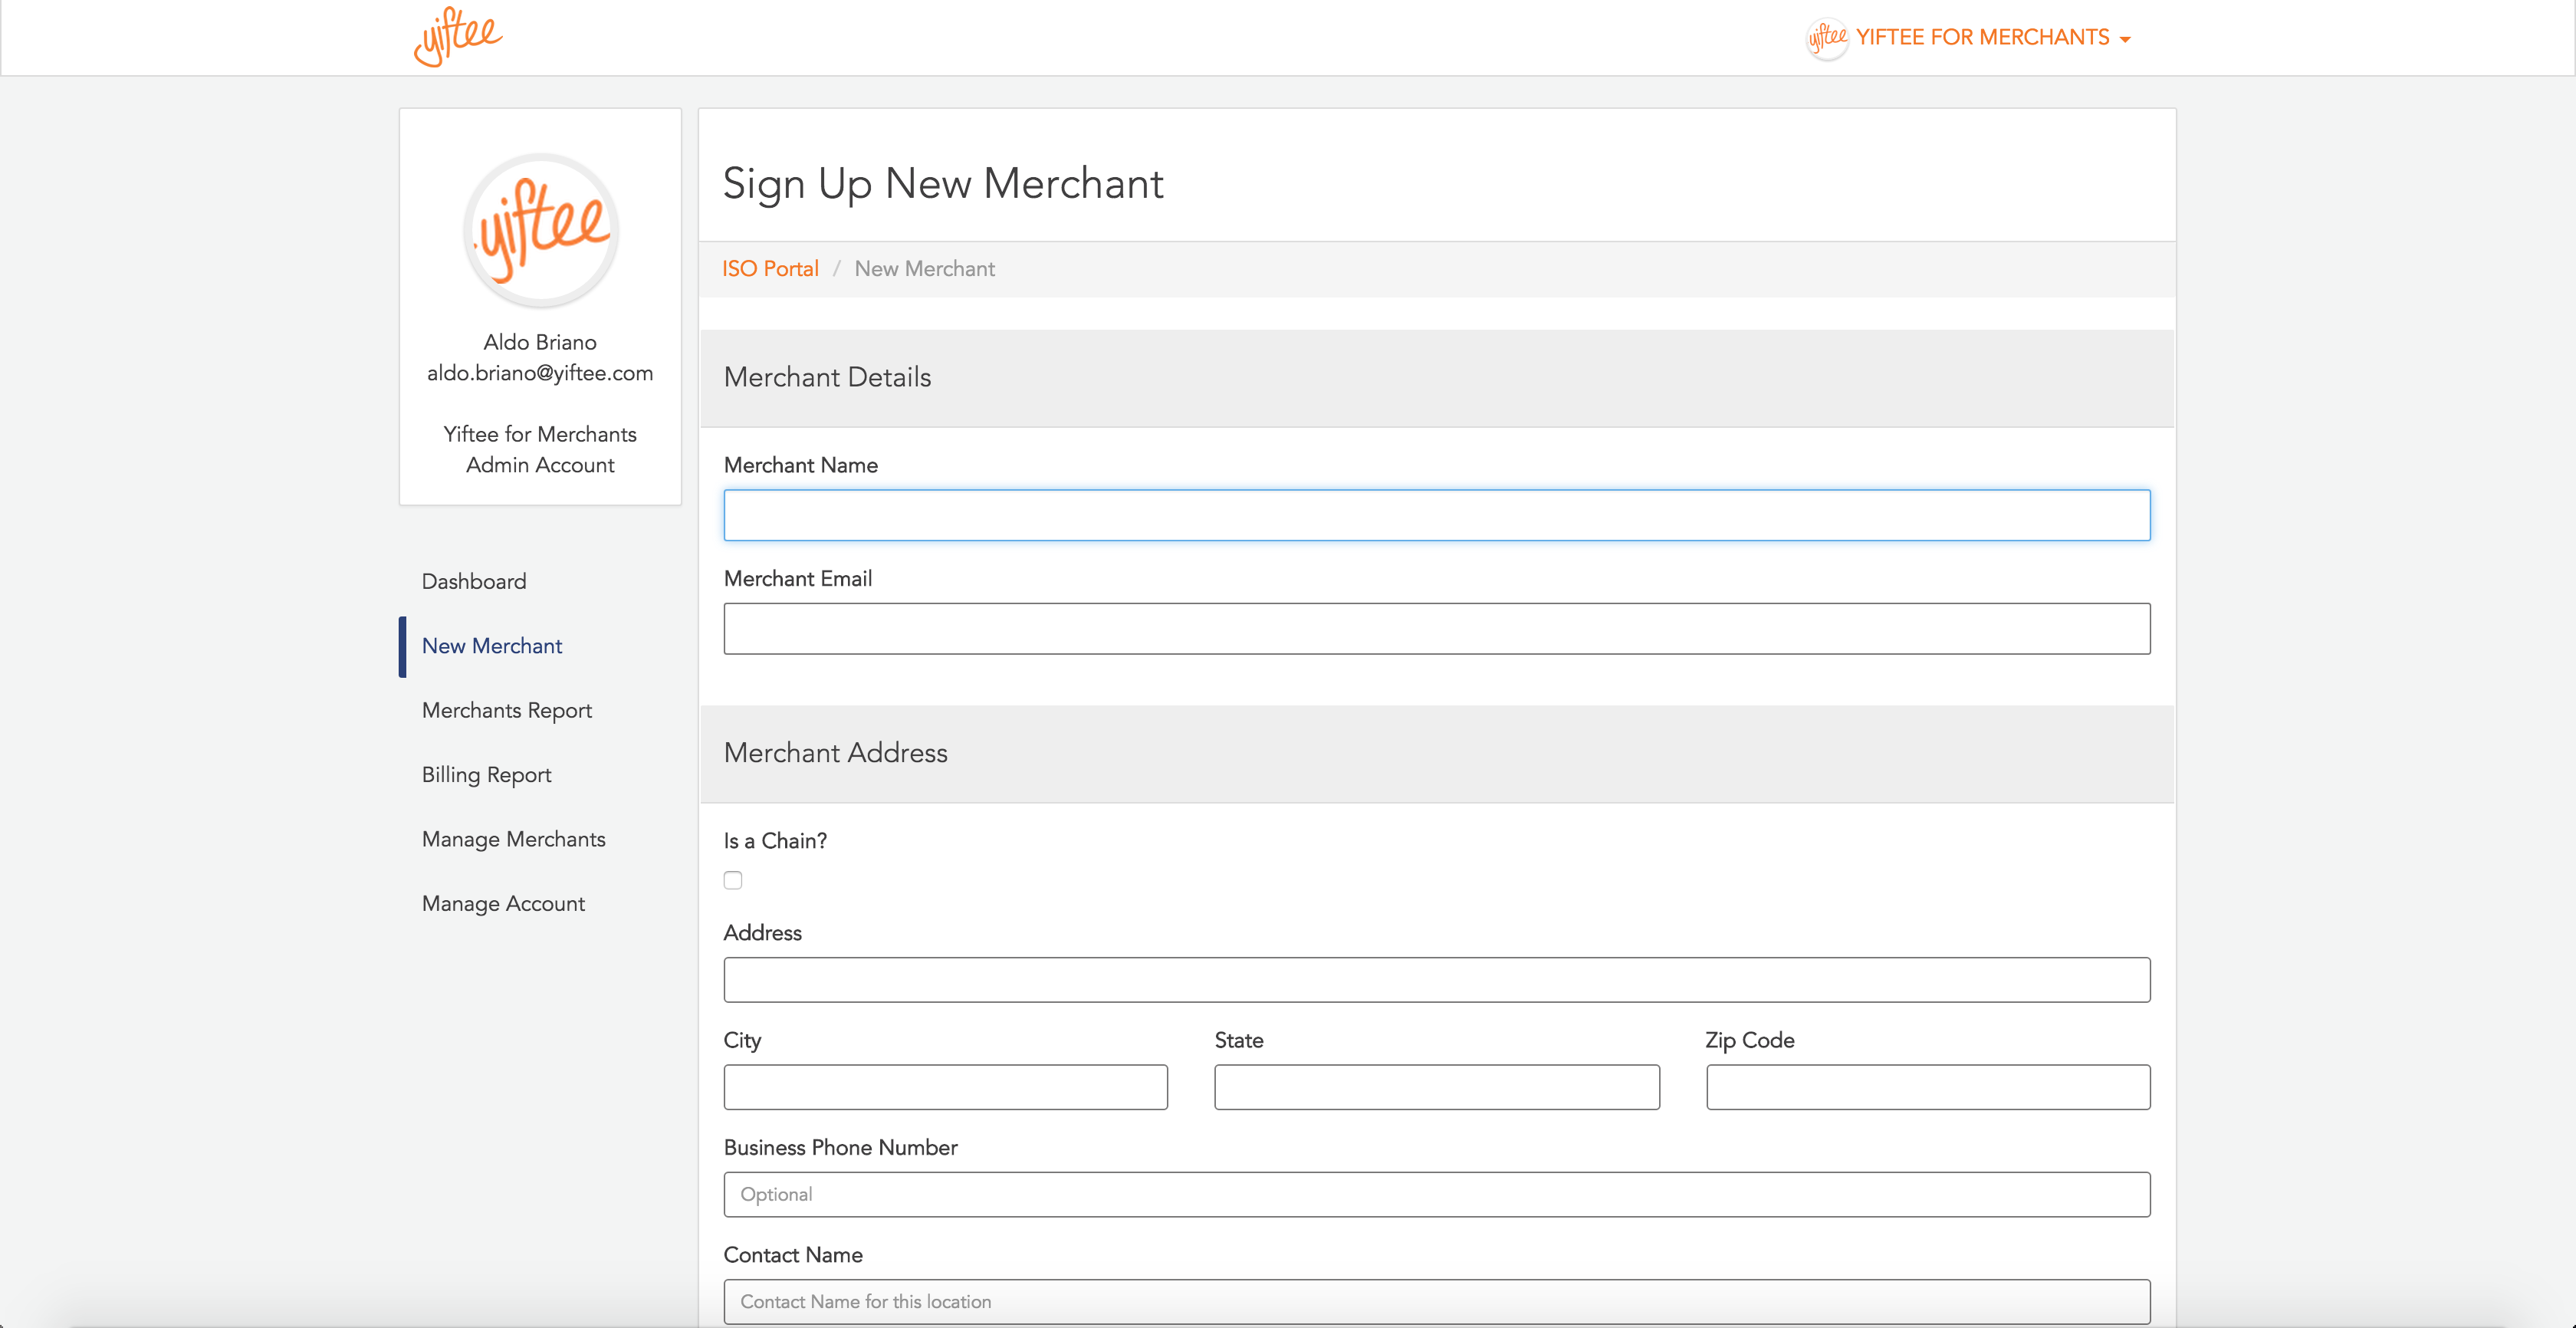 yiftee
yiftee YIFTEE FOR MERCHANTS
Sign Up New Merchant
yiftee
ISO Portal / New Merchant
Aldo Briano
aldo.briano@yiftee.com
Yiftee for Merchants
Admin Account
Merchant Details
Merchant Name
Merchant Email
Dashboard
New Merchant
Merchants Report
Billing Report
Manage Merchants
Manage Account
Merchant Address
Is a Chain?
Address
City State Zip Code
Business Phone Number
Optional
Contact Name
Contact Name for this location